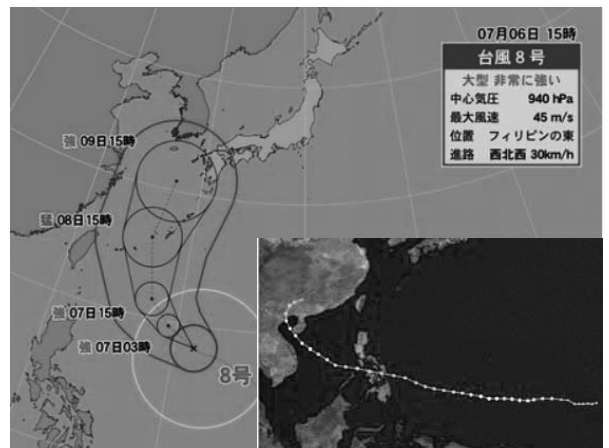 07月06日 15時
台風8号
大型 非常に強い
中心気圧 940 hPa
最大風速 45 m/s
位置 フィリピンの東
進路 西北西 30km/h
強 09日15時
猛 08日15時
強 07日15時
強 07日03時
8号